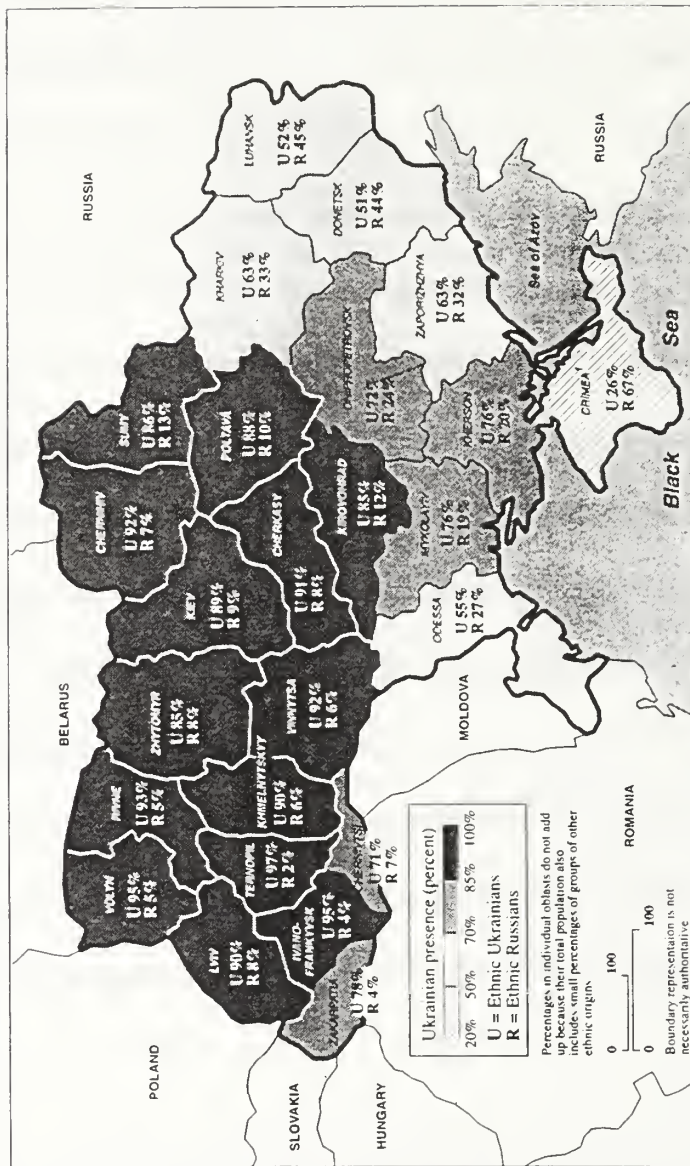 RUSSIA
BELARUS
POLAND
SLOVAKIA
HUNGARY
ROMANIA
MOLDOVA
RUSSIA
Sea of Azov
Black Sea
VOLYN
U 95%
R 5%
RIVNE
U 93%
R 5%
ZHYTOMYR
U 85%
R 8%
KIEV
U 89%
R 9%
CHERNIHIV
U 92%
R 7%
SUMY
U 86%
R 13%
LVIV
U 90%
R 8%
TERNOPIL
U 97%
R 2%
KHMELNYTSKYY
U 90%
R 6%
VINNYTSA
U 92%
R 6%
CHERKASY
U 91%
R 8%
POLTAVA
U 88%
R 10%
KHARKIV
U 63%
R 33%
LUHANSK
U 52%
R 45%
ZAKARPATIA
U 78%
R 4%
IVANO-
FRANKIVSK
U 95%
R 4%
CHERNIVTSI
U 71%
R 7%
KIROVOHRAD
U 85%
R 12%
DNIPROPETROVSK
U 72%
R 24%
DONETSK
U 51%
R 44%
ODESSA
U 55%
R 27%
MYKOLAYIV
U 76%
R 19%
KHERSON
U 76%
R 20%
ZAPORIZHZHYA
U 63%
R 32%
CRIMEA
U 26%
R 67%
Ukrainian presence (percent)
20% 50% 70% 85% 100%
U = Ethnic Ukrainians
R = Ethnic Russians
Percentages in individual oblasts do not add
up because their total population also
includes small percentages of groups of other
ethnic origins
0 100
0 100
Boundary representaion is not
necessarily authoritative